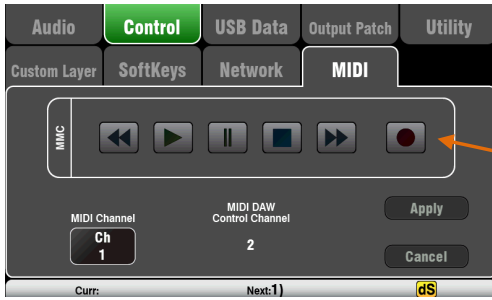 Audio Control USB Data Output Patch Utility
Custom Layer SoftKeys Network MIDI
MMC
MIDI Channel
Ch
1
MIDI DAW
Control Channel
2
Apply
Cancel
Curr: Next:1) dS